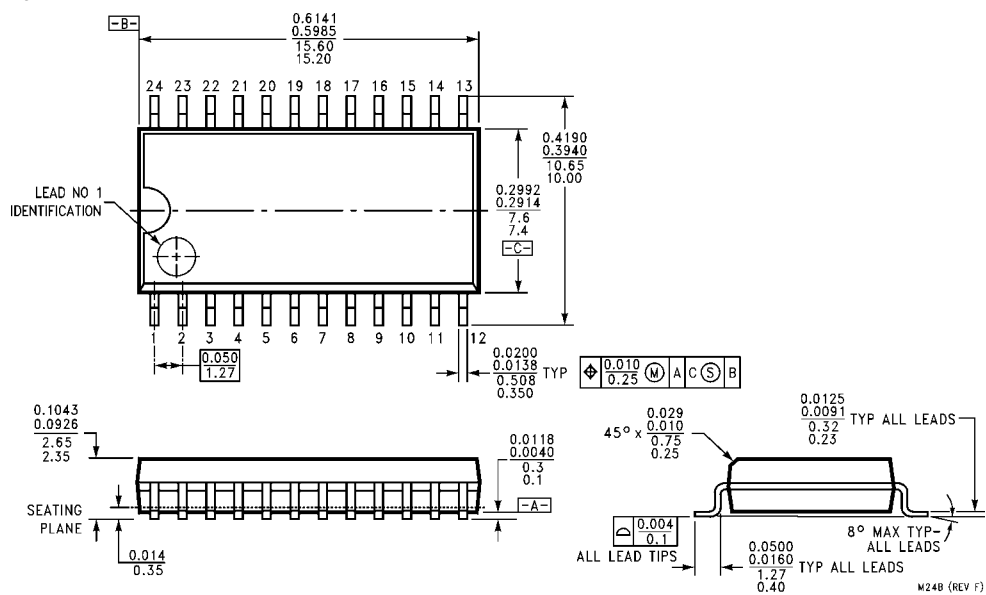 -B-
0.6141
0.5985
15.60
15.20
24 23 22 21 20 19 18 17 16 15 14 13
LEAD NO 1
IDENTIFICATION
0.4190
0.3940
10.65
10.00
0.2992
0.2914
7.6
7.4
-C-
1 2 3 4 5 6 7 8 9 10 11 12
0.050
1.27
0.0200
0.0138
0.508
0.350
TYP
0.010
0.25
M A C S B
0.1043
0.0926
2.65
2.35
SEATING
PLANE
0.014
0.35
0.0118
0.0040
0.3
0.1
-A-
45° x
0.029
0.010
0.75
0.25
0.0125
0.0091
0.32
0.23
TYP ALL LEADS
0.004
0.1
ALL LEAD TIPS
0.0500
0.0160
1.27
0.40
TYP ALL LEADS
8° MAX TYP-
ALL LEADS
M24B (REV F)